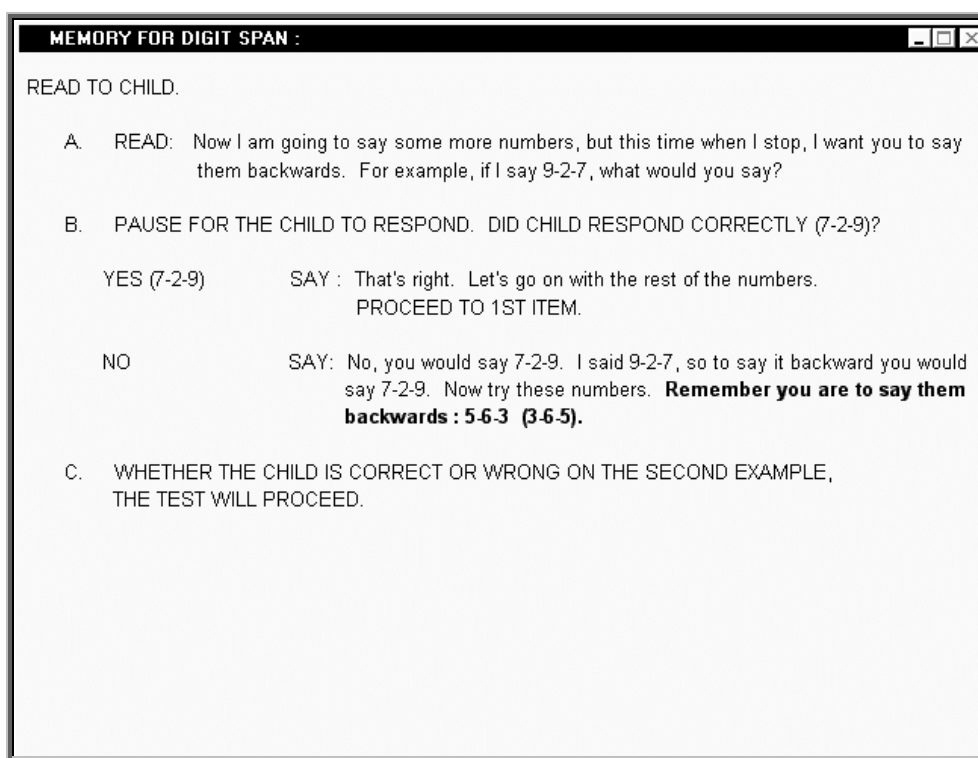 MEMORY FOR DIGIT SPAN :
READ TO CHILD.
A. READ: Now I am going to say some more numbers, but this time when I stop, I want you to say
them backwards. For example, if I say 9-2-7, what would you say?
B. PAUSE FOR THE CHILD TO RESPOND. DID CHILD RESPOND CORRECTLY (7-2-9)?
YES (7-2-9) SAY : That's right. Let's go on with the rest of the numbers.
PROCEED TO 1ST ITEM.
NO SAY: No, you would say 7-2-9. I said 9-2-7, so to say it backward you would
say 7-2-9. Now try these numbers. Remember you are to say them
backwards : 5-6-3 (3-6-5).
C. WHETHER THE CHILD IS CORRECT OR WRONG ON THE SECOND EXAMPLE,
THE TEST WILL PROCEED.